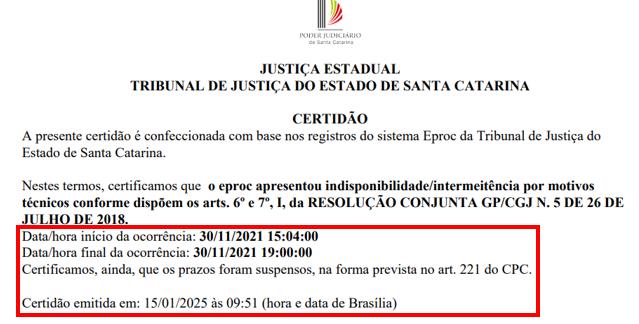 PODER JUDICIÁRIO
de Santa Catarina
JUSTIÇA ESTADUAL
TRIBUNAL DE JUSTIÇA DO ESTADO DE SANTA CATARINA
CERTIDÃO
A presente certidão é confeccionada com base nos registros do sistema Eproc da Tribunal de Justiça do
Estado de Santa Catarina.
Nestes termos, certificamos que o eproc apresentou indisponibilidade/intermeitência por motivos
técnicos conforme dispõem os arts. 6º e 7º, I, da RESOLUÇÃO CONJUNTA GP/CGJ N. 5 DE 26 DE
JULHO DE 2018.
Data/hora início da ocorrência: 30/11/2021 15:04:00
Data/hora final da ocorrência: 30/11/2021 19:00:00
Certificamos, ainda, que os prazos foram suspensos, na forma prevista no art. 221 do CPC.
Certidão emitida em: 15/01/2025 às 09:51 (hora e data de Brasília)